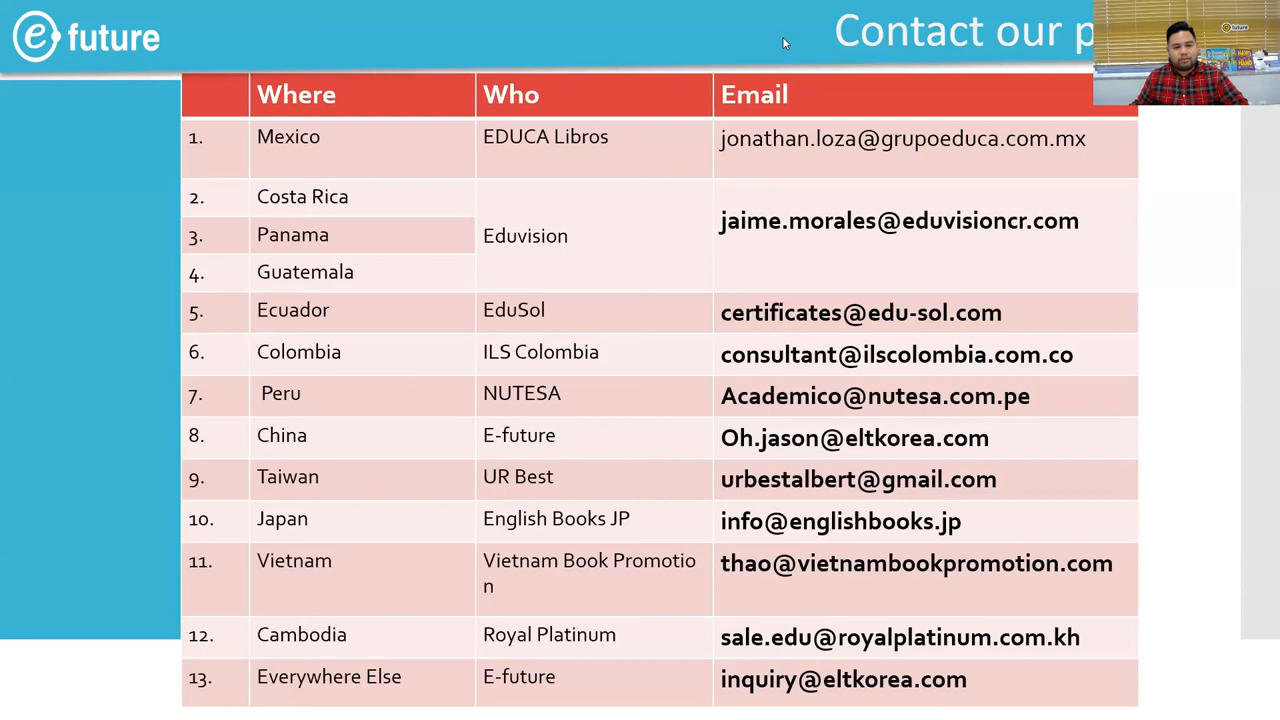 e future
Contact our
Where Who Email
1. Mexico EDUCA Libros jonathan.loza@grupoeduca.com.mx
2. Costa Rica
3. Panama Eduvision jaime.morales@eduvisioncr.com
4. Guatemala
5. Ecuador EduSol certificates@edu-sol.com
6. Colombia ILS Colombia consultant@ilscolombia.com.co
7. Peru NUTESA Academico@nutesa.com.pe
8. China E-future Oh.jason@eltkorea.com
9. Taiwan UR Best urbestalbert@gmail.com
10. Japan English Books JP info@englishbooks.jp
11. Vietnam Vietnam Book Promotio thao@vietnambookpromotion.com
n
12. Cambodia Royal Platinum sale.edu@royalplatinum.com.kh
13. Everywhere Else E-future inquiry@eltkorea.com